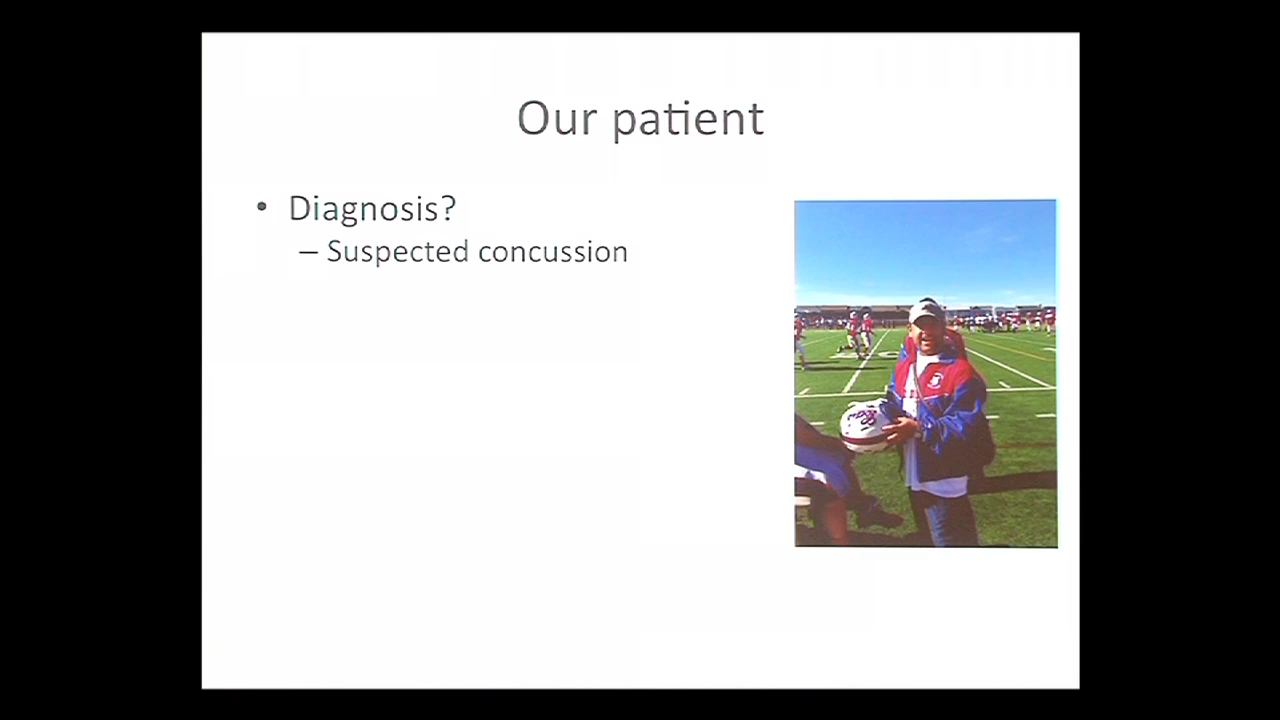 Our patient
• Diagnosis?
– Suspected concussion